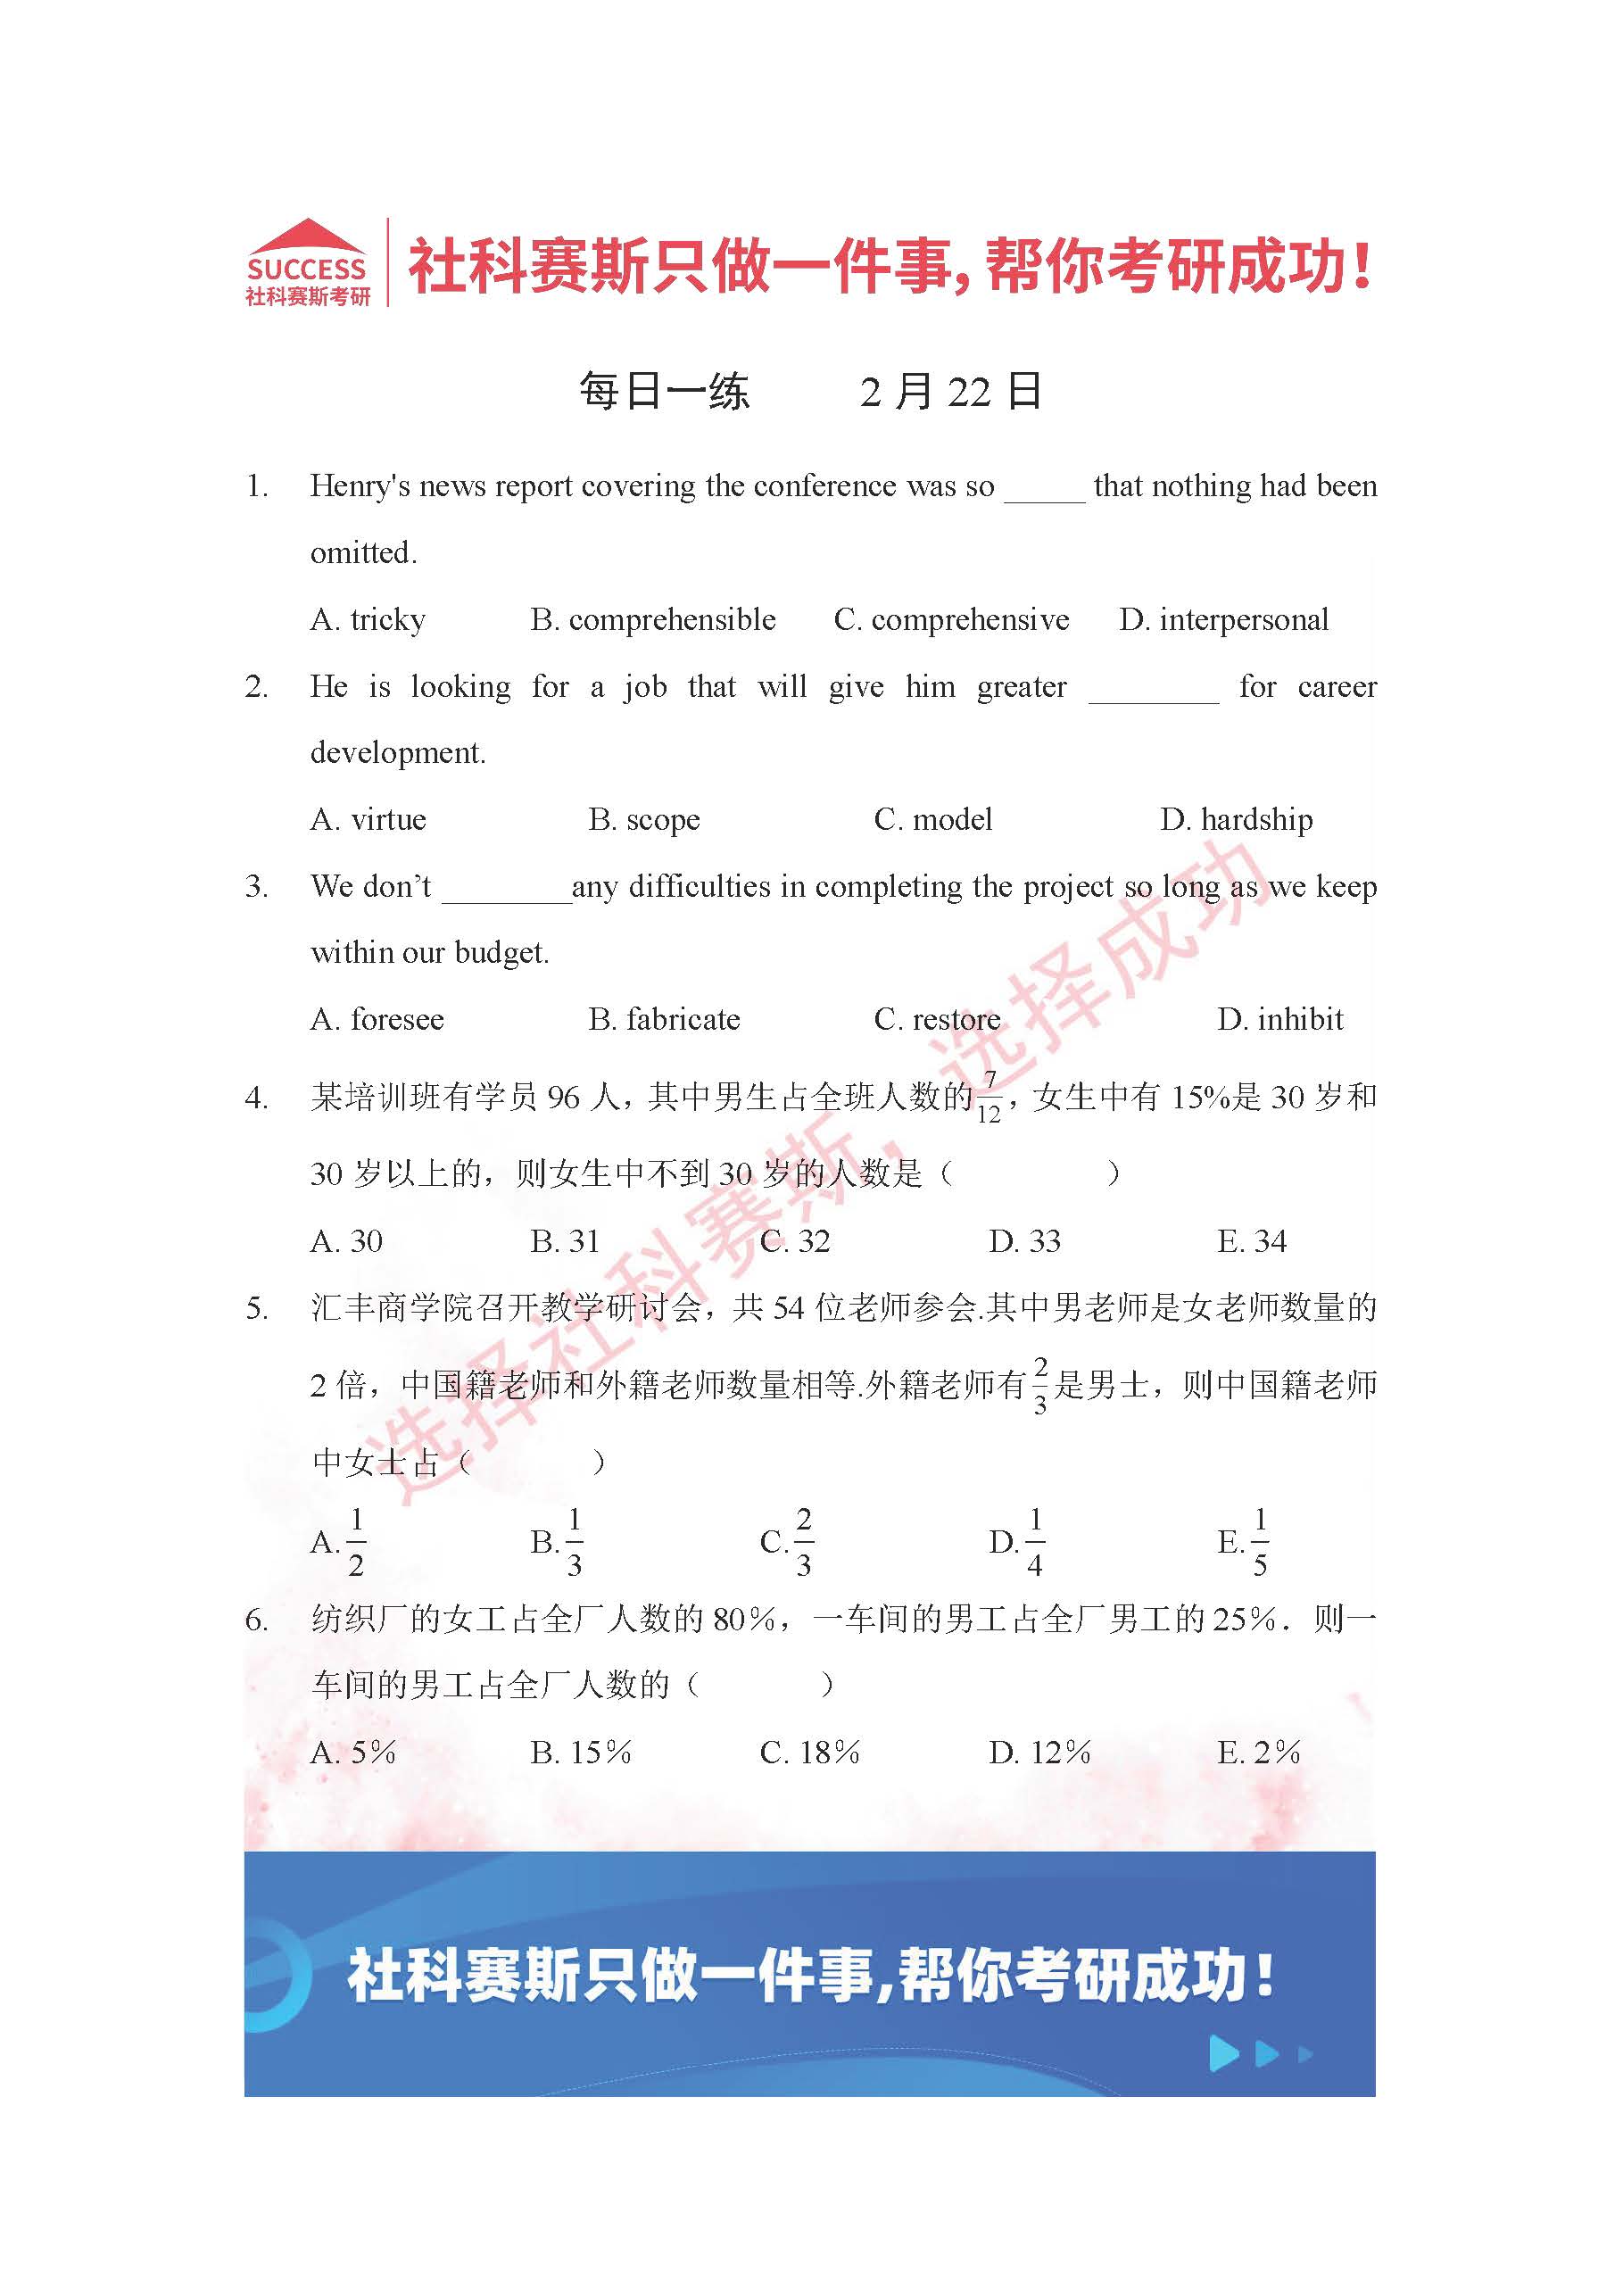 SUCCESS
社科赛斯考研
社科赛斯只做一件事，帮你考研成功！
每日一练 2 月 22 日
1. Henry's news report covering the conference was so _____ that nothing had been
omitted.
A. tricky B. comprehensible C. comprehensive D. interpersonal
2. He is looking for a job that will give him greater ________ for career
development.
A. virtue B. scope C. model D. hardship
3. We don’t ________any difficulties in completing the project so long as we keep
within our budget.
A. foresee B. fabricate C. restore D. inhibit
4. 某培训班有学员 96 人，其中男生占全班人数的7/12，女生中有 15%是 30 岁和
30 岁以上的，则女生中不到 30 岁的人数是（ ）
A. 30 B. 31 C. 32 D. 33 E. 34
5. 汇丰商学院召开教学研讨会，共 54 位老师参会.其中男老师是女老师数量的
2 倍，中国籍老师和外籍老师数量相等.外籍老师有2/3是男士，则中国籍老师
中女士占（ ）
A.1/2 B.1/3 C.2/3 D.1/4 E.1/5
6. 纺织厂的女工占全厂人数的 80％，一车间的男工占全厂男工的 25％．则一
车间的男工占全厂人数的（ ）
A. 5％ B. 15％ C. 18％ D. 12％ E. 2％
选择社科赛斯，选择成功
社科赛斯只做一件事,帮你考研成功！